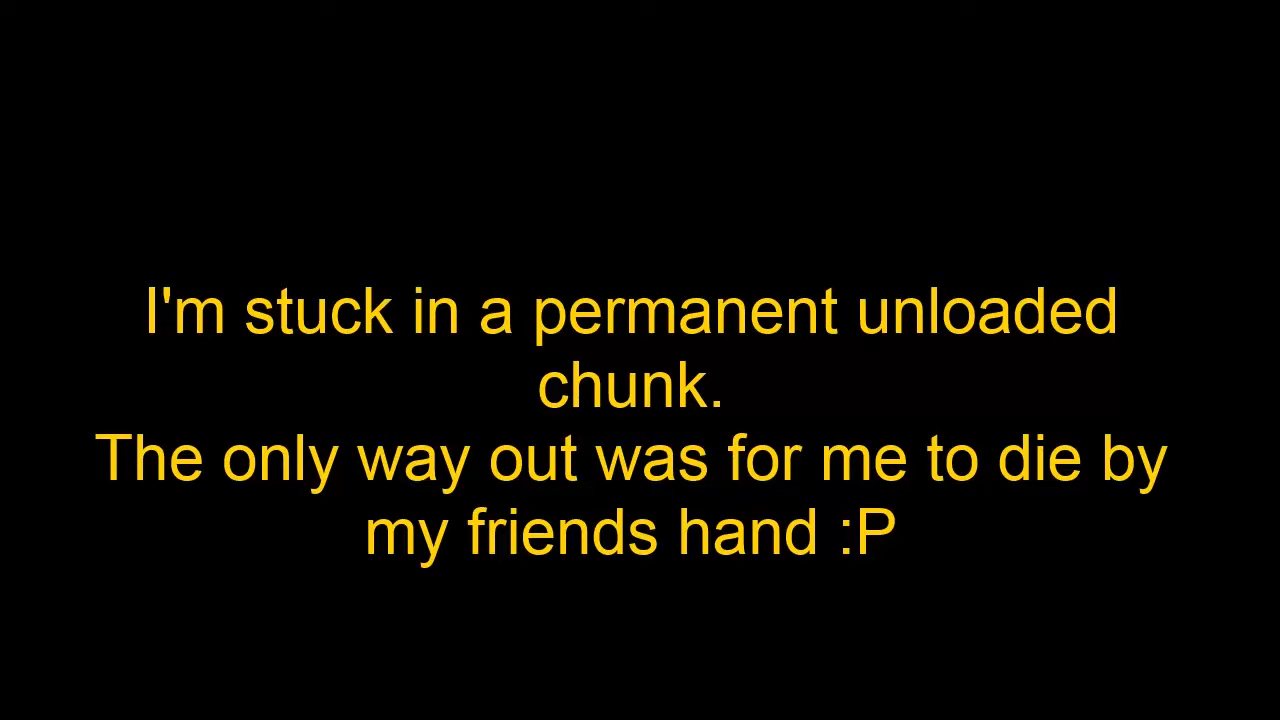 I'm stuck in a permanent unloaded
chunk.
The only way out was for me to die by
my friends hand :P